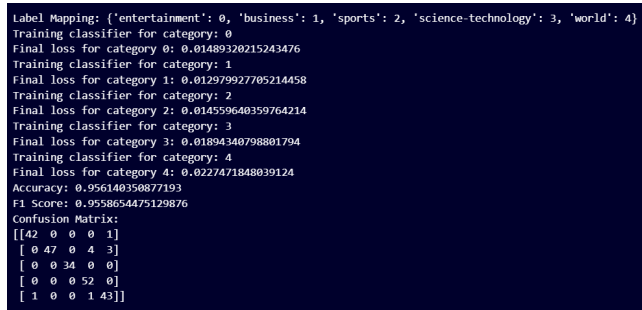 Label Mapping: {'entertainment': 0, 'business': 1, 'sports': 2, 'science-technology': 3, 'world': 4}
Training classifier for category: 0
Final loss for category 0: 0.01489320215243476
Training classifier for category: 1
Final loss for category 1: 0.012979927705214458
Training classifier for category: 2
Final loss for category 2: 0.014559640359764214
Training classifier for category: 3
Final loss for category 3: 0.01894340798801794
Training classifier for category: 4
Final loss for category 4: 0.0227471848039124
Accuracy: 0.956140350877193
F1 Score: 0.9558654475129876
Confusion Matrix:
[[42  0  0  0  1]
 [ 0 47  0  4  3]
 [ 0  0 34  0  0]
 [ 0  0  0 52  0]
 [ 1  0  0  1 43]]